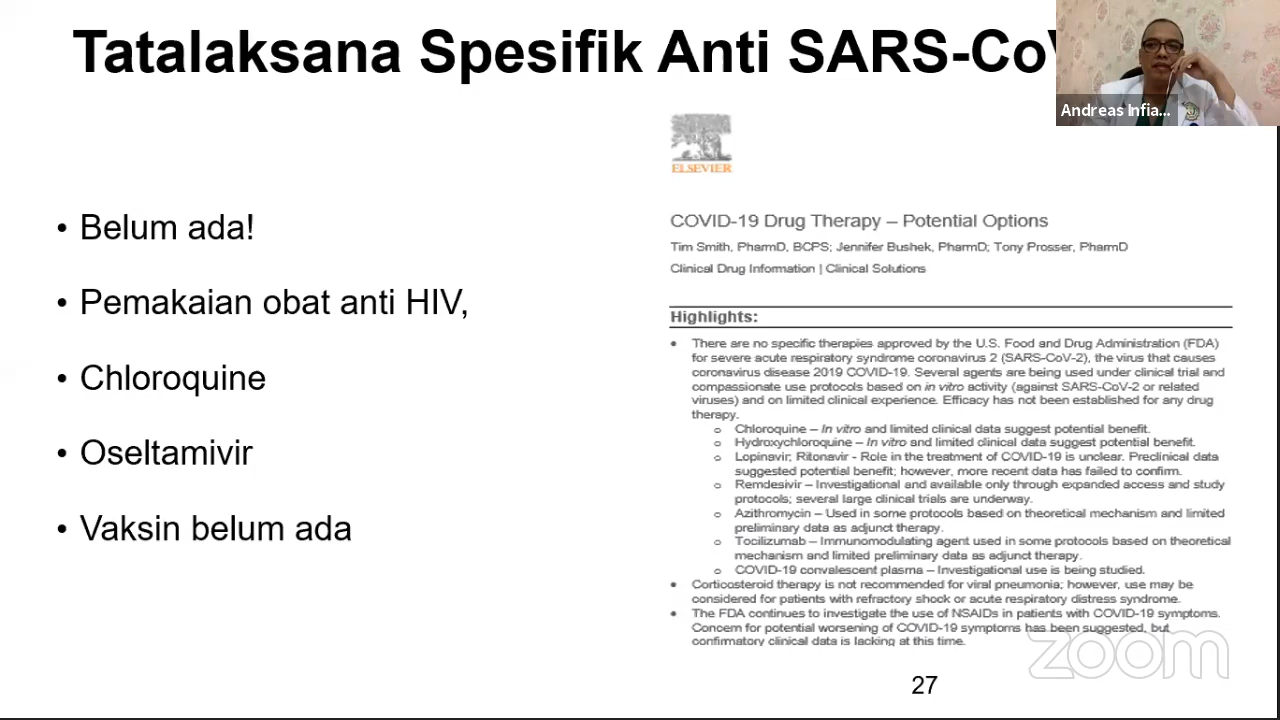 Tatalaksana Spesifik Anti SARS-CoV
Andreas Infia...
ELSEVIER
• Belum ada!
• Pemakaian obat anti HIV,
• Chloroquine
• Oseltamivir
• Vaksin belum ada
COVID-19 Drug Therapy – Potential Options
Tim Smith, PharmD, BCPS; Jennifer Bushek, PharmD; Tony Prosser, PharmD
Clinical Drug Information | Clinical Solutions
Highlights:
• There are no specific therapies approved by the U.S. Food and Drug Administration (FDA)
for severe acute respiratory syndrome coronavirus 2 (SARS-CoV-2), the virus that causes
coronavirus disease 2019 COVID-19. Several agents are being used under clinical trial and
compassionate use protocols based on in vitro activity (against SARS-CoV-2 or related
viruses) and on limited clinical experience. Efficacy has not been established for any drug
therapy.
o Chloroquine – In vitro and limited clinical data suggest potential benefit.
o Hydroxychloroquine – In vitro and limited clinical data suggest potential benefit.
o Lopinavir; Ritonavir - Role in the treatment of COVID-19 is unclear. Preclinical data
suggested potential benefit; however, more recent data has failed to confirm.
o Remdesivir – Investigational and available only through expanded access and study
protocols; several large clinical trials are underway.
o Azithromycin – Used in some protocols based on theoretical mechanism and limited
preliminary data as adjunct therapy.
o Tocilizumab – Immunomodulating agent used in some protocols based on theoretical
mechanism and limited preliminary data as adjunct therapy.
o COVID-19 convalescent plasma – Investigational use is being studied.
• Corticosteroid therapy is not recommended for viral pneumonia; however, use may be
considered for patients with refractory shock or acute respiratory distress syndrome.
• The FDA continues to investigate the use of NSAIDs in patients with COVID-19 symptoms.
Concern for potential worsening of COVID-19 symptoms has been suggested, but
confirmatory clinical data is lacking at this time.
zoom
27